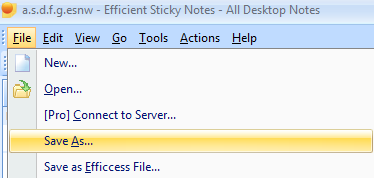 a.s.d.f.g.esnw - Efficient Sticky Notes - All Desktop Notes
File Edit View Go Tools Actions Help
New...
Open...
[Pro] Connect to Server...
Save As...
Save as Efficcess File...